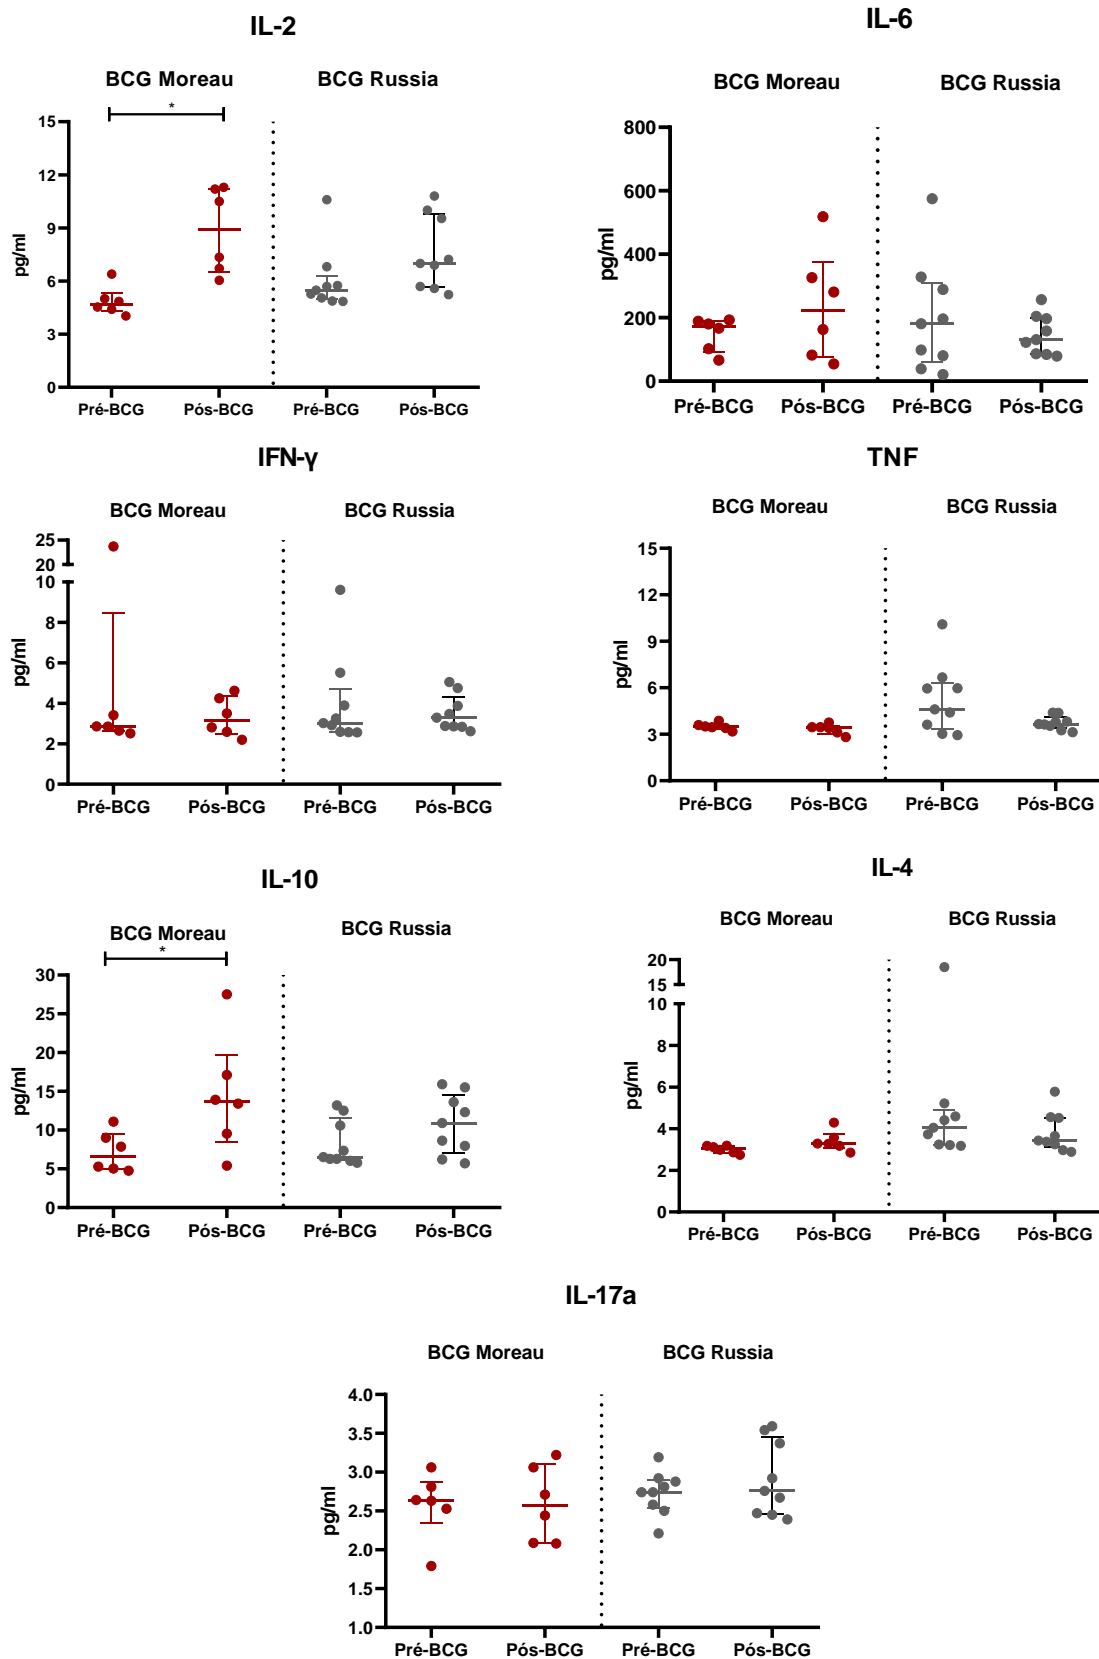 IL-2
BCG Moreau BCG Russia
*
pg/ml
15
12
9
6
3
0
Pré-BCG Pós-BCG Pré-BCG Pós-BCG
IL-6
BCG Moreau BCG Russia
pg/ml
800
600
400
200
0
Pré-BCG Pós-BCG Pré-BCG Pós-BCG
IFN-γ
BCG Moreau BCG Russia
pg/ml
25
20
10
8
6
4
2
0
Pré-BCG Pós-BCG Pré-BCG Pós-BCG
TNF
BCG Moreau BCG Russia
pg/ml
15
12
9
6
3
0
Pré-BCG Pós-BCG Pré-BCG Pós-BCG
IL-10
BCG Moreau BCG Russia
*
pg/ml
30
25
20
15
10
5
0
Pré-BCG Pós-BCG Pré-BCG Pós-BCG
IL-4
BCG Moreau BCG Russia
pg/ml
20
15
10
8
6
4
2
0
Pré-BCG Pós-BCG Pré-BCG Pós-BCG
IL-17a
BCG Moreau BCG Russia
pg/ml
4.0
3.5
3.0
2.5
2.0
1.5
1.0
Pré-BCG Pós-BCG Pré-BCG Pós-BCG